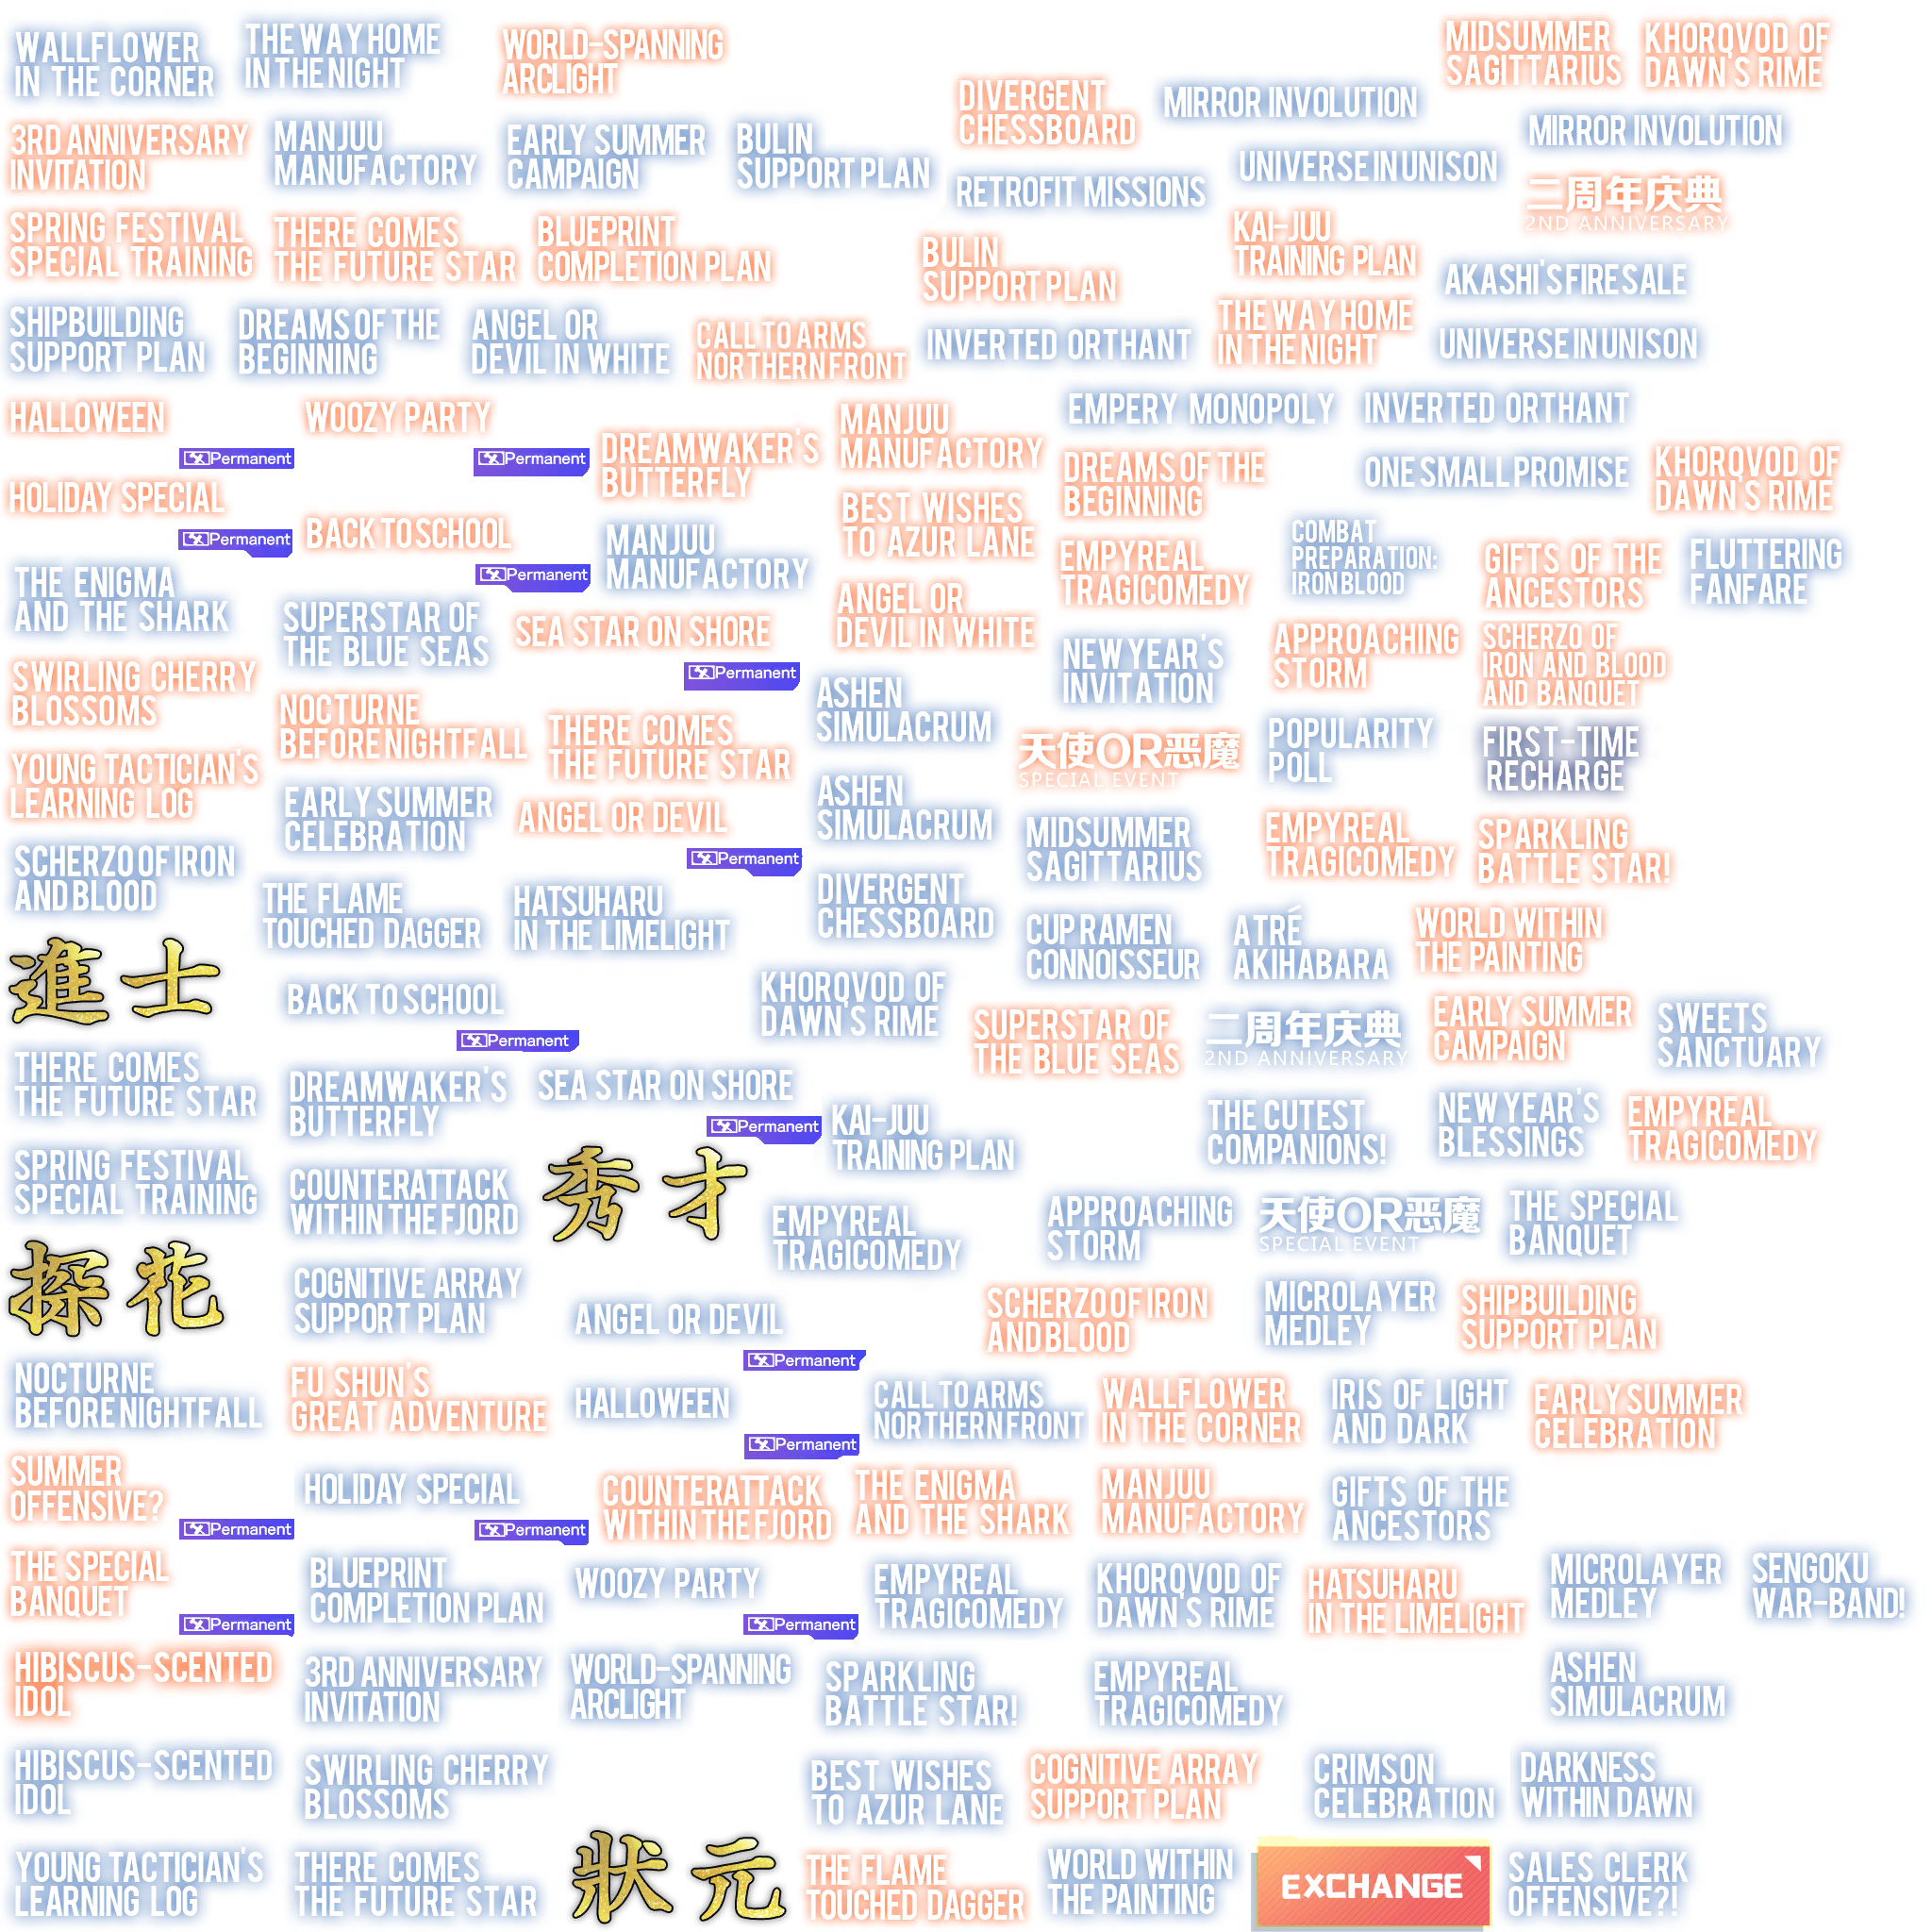 WALLFLOWER
IN THE CORNER
THE WAY HOME
IN THE NIGHT
WORLD-SPANNING
ARCLIGHT
MIDSUMMER
SAGITTARIUS
KHOROVOD OF
DAWN'S RIME
DIVERGENT
CHESSBOARD
MIRROR INVOLUTION
MIRROR INVOLUTION
3RD ANNIVERSARY
INVITATION
MANJUU
MANUFACTORY
EARLY SUMMER
CAMPAIGN
BULIN
SUPPORT PLAN
RETROFIT MISSIONS
UNIVERSE IN UNISON
二周年庆典
2ND ANNIVERSARY
SPRING FESTIVAL
SPECIAL TRAINING
THERE COMES
THE FUTURE STAR
BLUEPRINT
COMPLETION PLAN
BULIN
SUPPORT PLAN
KAI-JUU
TRAINING PLAN
AKASHI'S FIRE SALE
SHIPBUILDING
SUPPORT PLAN
DREAMS OF THE
BEGINNING
ANGEL OR
DEVIL IN WHITE
CALL TO ARMS
NORTHERN FRONT
INVERTED ORTHANT
THE WAY HOME
IN THE NIGHT
UNIVERSE IN UNISON
HALLOWEEN
Permanent
WOOZY PARTY
Permanent
DREAMWAKER'S
BUTTERFLY
MANJUU
MANUFACTORY
EMPERY MONOPOLY
INVERTED ORTHANT
DREAMS OF THE
BEGINNING
ONE SMALL PROMISE
KHOROVOD OF
DAWN'S RIME
HOLIDAY SPECIAL
Permanent
BACK TO SCHOOL
Permanent
MANJUU
MANUFACTORY
BEST WISHES
TO AZUR LANE
EMPYREAL
TRAGICOMEDY
COMBAT
PREPARATION:
IRON BLOOD
GIFTS OF THE
ANCESTORS
FLUTTERING
FANFARE
THE ENIGMA
AND THE SHARK
SUPERSTAR OF
THE BLUE SEAS
SEA STAR ON SHORE
Permanent
ANGEL OR
DEVIL IN WHITE
NEW YEAR'S
INVITATION
APPROACHING
STORM
SCHERZO OF
IRON AND BLOOD
AND BANQUET
SWIRLING CHERRY
BLOSSOMS
NOCTURNE
BEFORE NIGHTFALL
THERE COMES
THE FUTURE STAR
ASHEN
SIMULACRUM
天使OR恶魔
SPECIAL EVENT
POPULARITY
POLL
FIRST-TIME
RECHARGE
YOUNG TACTICIAN'S
LEARNING LOG
EARLY SUMMER
CELEBRATION
ANGEL OR DEVIL
Permanent
ASHEN
SIMULACRUM
MIDSUMMER
SAGITTARIUS
EMPYREAL
TRAGICOMEDY
SPARKLING
BATTLE STAR!
SCHERZO OF IRON
AND BLOOD
THE FLAME
TOUCHED DAGGER
HATSUHARU
IN THE LIMELIGHT
DIVERGENT
CHESSBOARD
CUP RAMEN
CONNOISSEUR
ATRÉ
AKIHABARA
WORLD WITHIN
THE PAINTING
進士
BACK TO SCHOOL
Permanent
KHOROVOD OF
DAWN'S RIME
SUPERSTAR OF
THE BLUE SEAS
二周年庆典
2ND ANNIVERSARY
EARLY SUMMER
CAMPAIGN
SWEETS
SANCTUARY
THERE COMES
THE FUTURE STAR
DREAMWAKER'S
BUTTERFLY
SEA STAR ON SHORE
Permanent
KAI-JUU
TRAINING PLAN
THE CUTEST
COMPANIONS!
NEW YEAR'S
BLESSINGS
EMPYREAL
TRAGICOMEDY
SPRING FESTIVAL
SPECIAL TRAINING
COUNTERATTACK
WITHIN THE FJORD
秀才
EMPYREAL
TRAGICOMEDY
APPROACHING
STORM
天使OR恶魔
SPECIAL EVENT
THE SPECIAL
BANQUET
探花
COGNITIVE ARRAY
SUPPORT PLAN
ANGEL OR DEVIL
Permanent
SCHERZO OF IRON
AND BLOOD
MICROLAYER
MEDLEY
SHIPBUILDING
SUPPORT PLAN
NOCTURNE
BEFORE NIGHTFALL
FU SHUN'S
GREAT ADVENTURE
HALLOWEEN
Permanent
CALL TO ARMS
NORTHERN FRONT
WALLFLOWER
IN THE CORNER
IRIS OF LIGHT
AND DARK
EARLY SUMMER
CELEBRATION
SUMMER
OFFENSIVE?
Permanent
HOLIDAY SPECIAL
Permanent
COUNTERATTACK
WITHIN THE FJORD
THE ENIGMA
AND THE SHARK
MANJUU
MANUFACTORY
GIFTS OF THE
ANCESTORS
THE SPECIAL
BANQUET
Permanent
BLUEPRINT
COMPLETION PLAN
WOOZY PARTY
Permanent
EMPYREAL
TRAGICOMEDY
KHOROVOD OF
DAWN'S RIME
HATSUHARU
IN THE LIMELIGHT
MICROLAYER
MEDLEY
SENGOKU
WAR-BAND!
HIBISCUS-SCENTED
IDOL
3RD ANNIVERSARY
INVITATION
WORLD-SPANNING
ARCLIGHT
SPARKLING
BATTLE STAR!
EMPYREAL
TRAGICOMEDY
ASHEN
SIMULACRUM
HIBISCUS-SCENTED
IDOL
SWIRLING CHERRY
BLOSSOMS
BEST WISHES
TO AZUR LANE
COGNITIVE ARRAY
SUPPORT PLAN
CRIMSON
CELEBRATION
DARKNESS
WITHIN DAWN
YOUNG TACTICIAN'S
LEARNING LOG
THERE COMES
THE FUTURE STAR
狀元
THE FLAME
TOUCHED DAGGER
WORLD WITHIN
THE PAINTING
EXCHANGE
SALES CLERK
OFFENSIVE?!